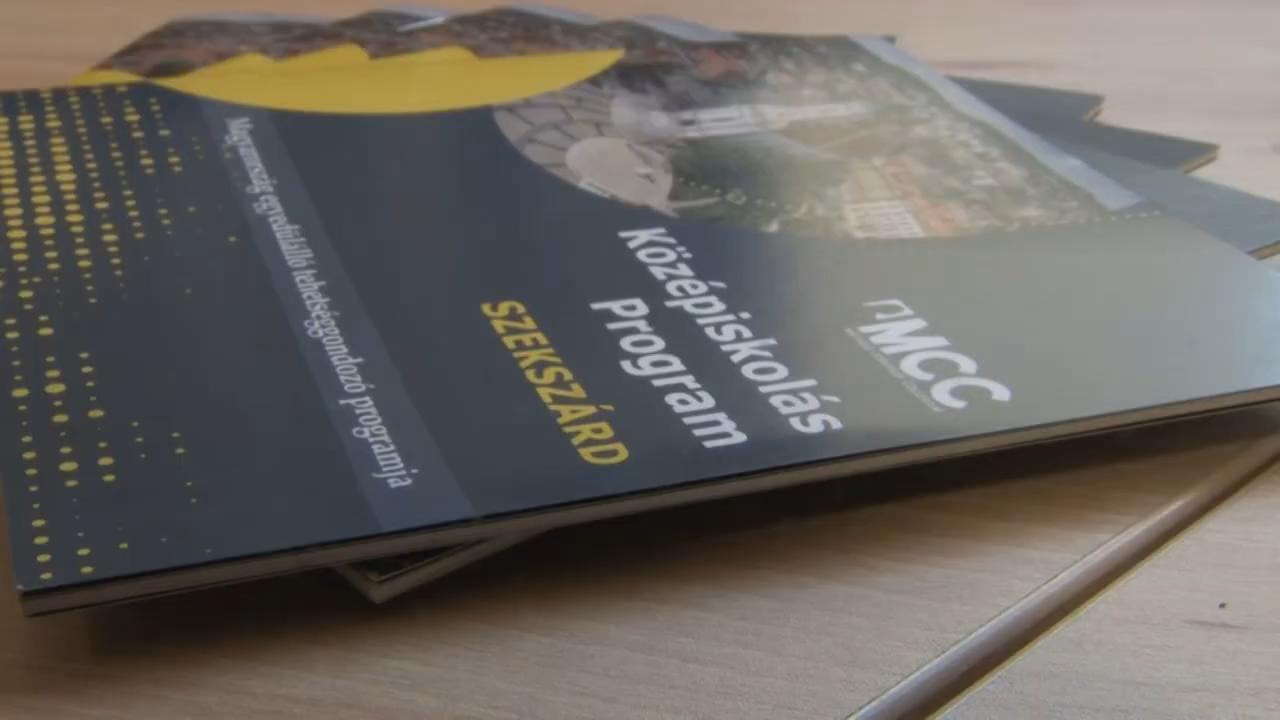 MCC
Középiskolás
Program
SZEKSZÁRD
Magyarország egyedülálló tehetséggondozó programja